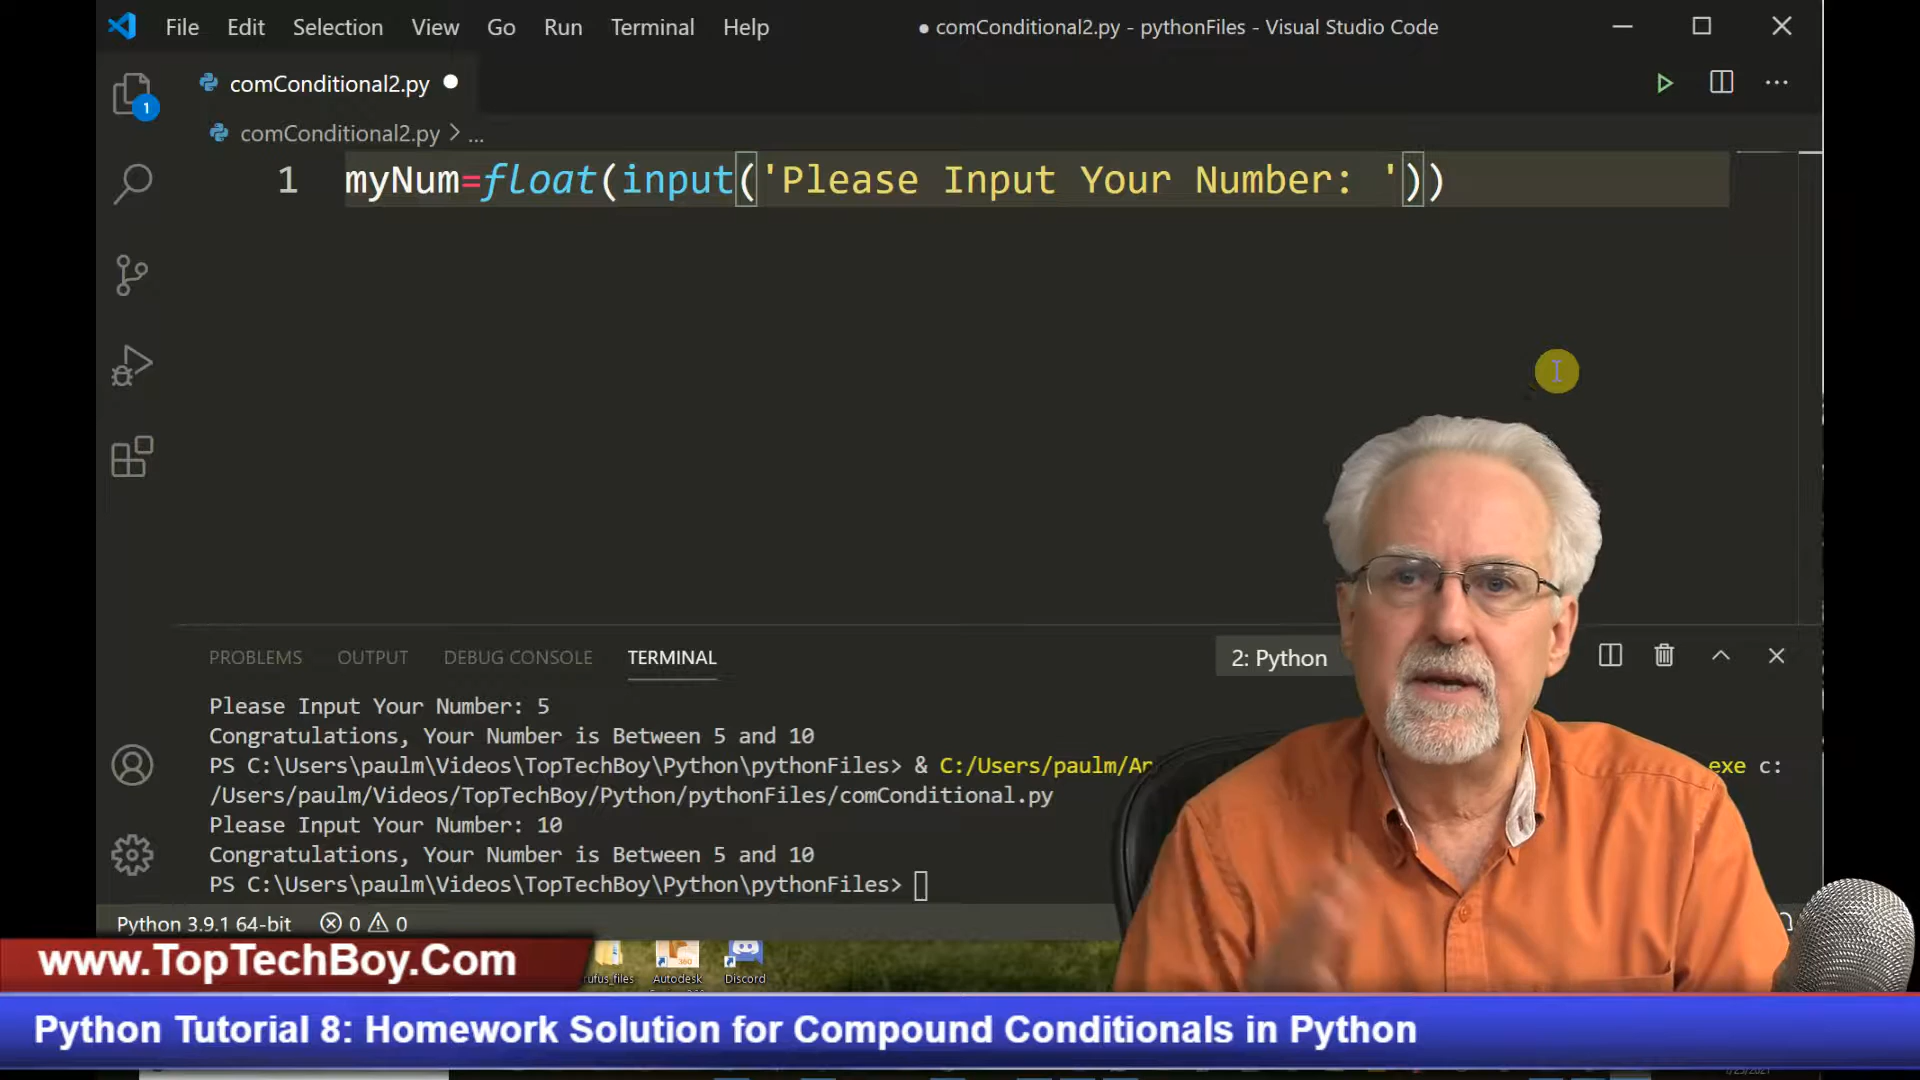 File Edit Selection View Go Run Terminal Help
● comConditional2.py - pythonFiles - Visual Studio Code
comConditional2.py
1
comConditional2.py > ...
1 myNum=float(input('Please Input Your Number: '))
PROBLEMS OUTPUT DEBUG CONSOLE TERMINAL
2: Python
Please Input Your Number: 5
Congratulations, Your Number is Between 5 and 10
PS C:\Users\paulm\Videos\TopTechBoy\Python\pythonFiles> & C:/Users/paulm/Ap exe c:
/Users/paulm/Videos/TopTechBoy/Python/pythonFiles/comConditional.py
Please Input Your Number: 10
Congratulations, Your Number is Between 5 and 10
PS C:\Users\paulm\Videos\TopTechBoy\Python\pythonFiles>
Python 3.9.1 64-bit 0 0
www.TopTechBoy.Com
rufus_files Autodesk Discord
Python Tutorial 8: Homework Solution for Compound Conditionals in Python